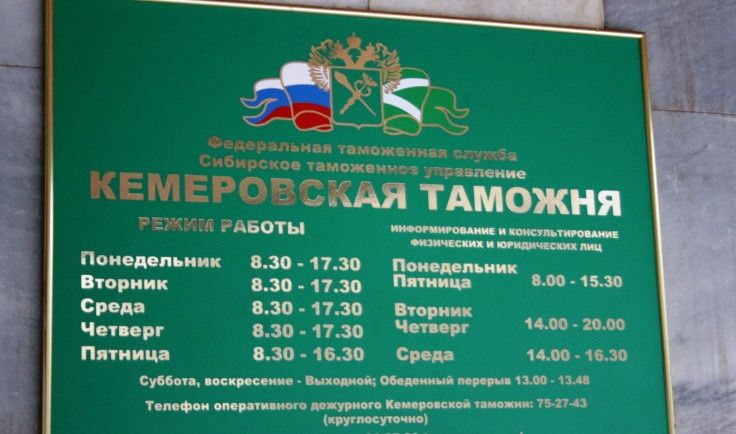 Федеральная таможенная служба
Сибирское таможенное управление
КЕМЕРОВСКАЯ ТАМОЖНЯ
РЕЖИМ РАБОТЫ
Понедельник 8.30 - 17.30
Вторник 8.30 - 17.30
Среда 8.30 - 17.30
Четверг 8.30 - 17.30
Пятница 8.30 - 16.30
ИНФОРМИРОВАНИЕ И КОНСУЛЬТИРОВАНИЕ
ФИЗИЧЕСКИХ И ЮРИДИЧЕСКИХ ЛИЦ
Понедельник
Пятница 8.00 - 15.30
Вторник
Четверг 14.00 - 20.00
Среда 14.00 - 16.30
Суббота, воскресение - Выходной; Обеденный перерыв 13.00 - 13.48
Телефон оперативного дежурного Кемеровской таможни: 75-27-43
(круглосуточно)